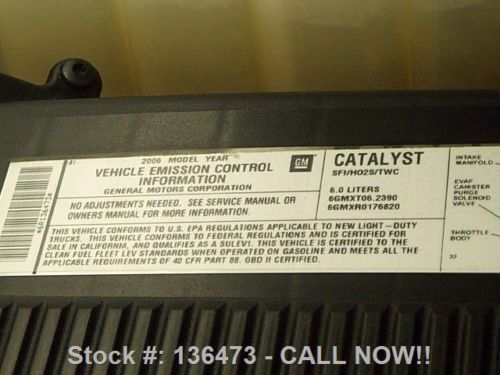 2006 MODEL YEAR
VEHICLE EMISSION CONTROL
INFORMATION
GENERAL MOTORS CORPORATION
NO ADJUSTMENTS NEEDED. SEE SERVICE MANUAL OR
OWNERS MANUAL FOR MORE INFORMATION.
GM
CATALYST
SFI/HO2S/TWC
6.0 LITERS
6GMXT06.2390
6GMXR0176820
THIS VEHICLE CONFORMS TO U.S. EPA REGULATIONS APPLICABLE TO NEW LIGHT-DUTY
TRUCKS. THIS VEHICLE CONFORMS TO REGULATIONS AND IS CERTIFIED FOR
SALE IN CALIFORNIA, AND QUALIFIES AS A SULEV1. THIS VEHICLE IS CERTIFIED TO THE
CLEAN FUEL FLEET LEV STANDARDS WHEN OPERATED ON GASOLINE AND MEETS ALL THE
APPLICABLE REQUIREMENTS OF 40 CFR PART 88. OBD II CERTIFIED.
INTAKE
MANIFOLD
EVAP
CANISTER
PURGE
SOLENOID
VALVE
THROTTLE
BODY
Stock #: 136473 - CALL NOW!!